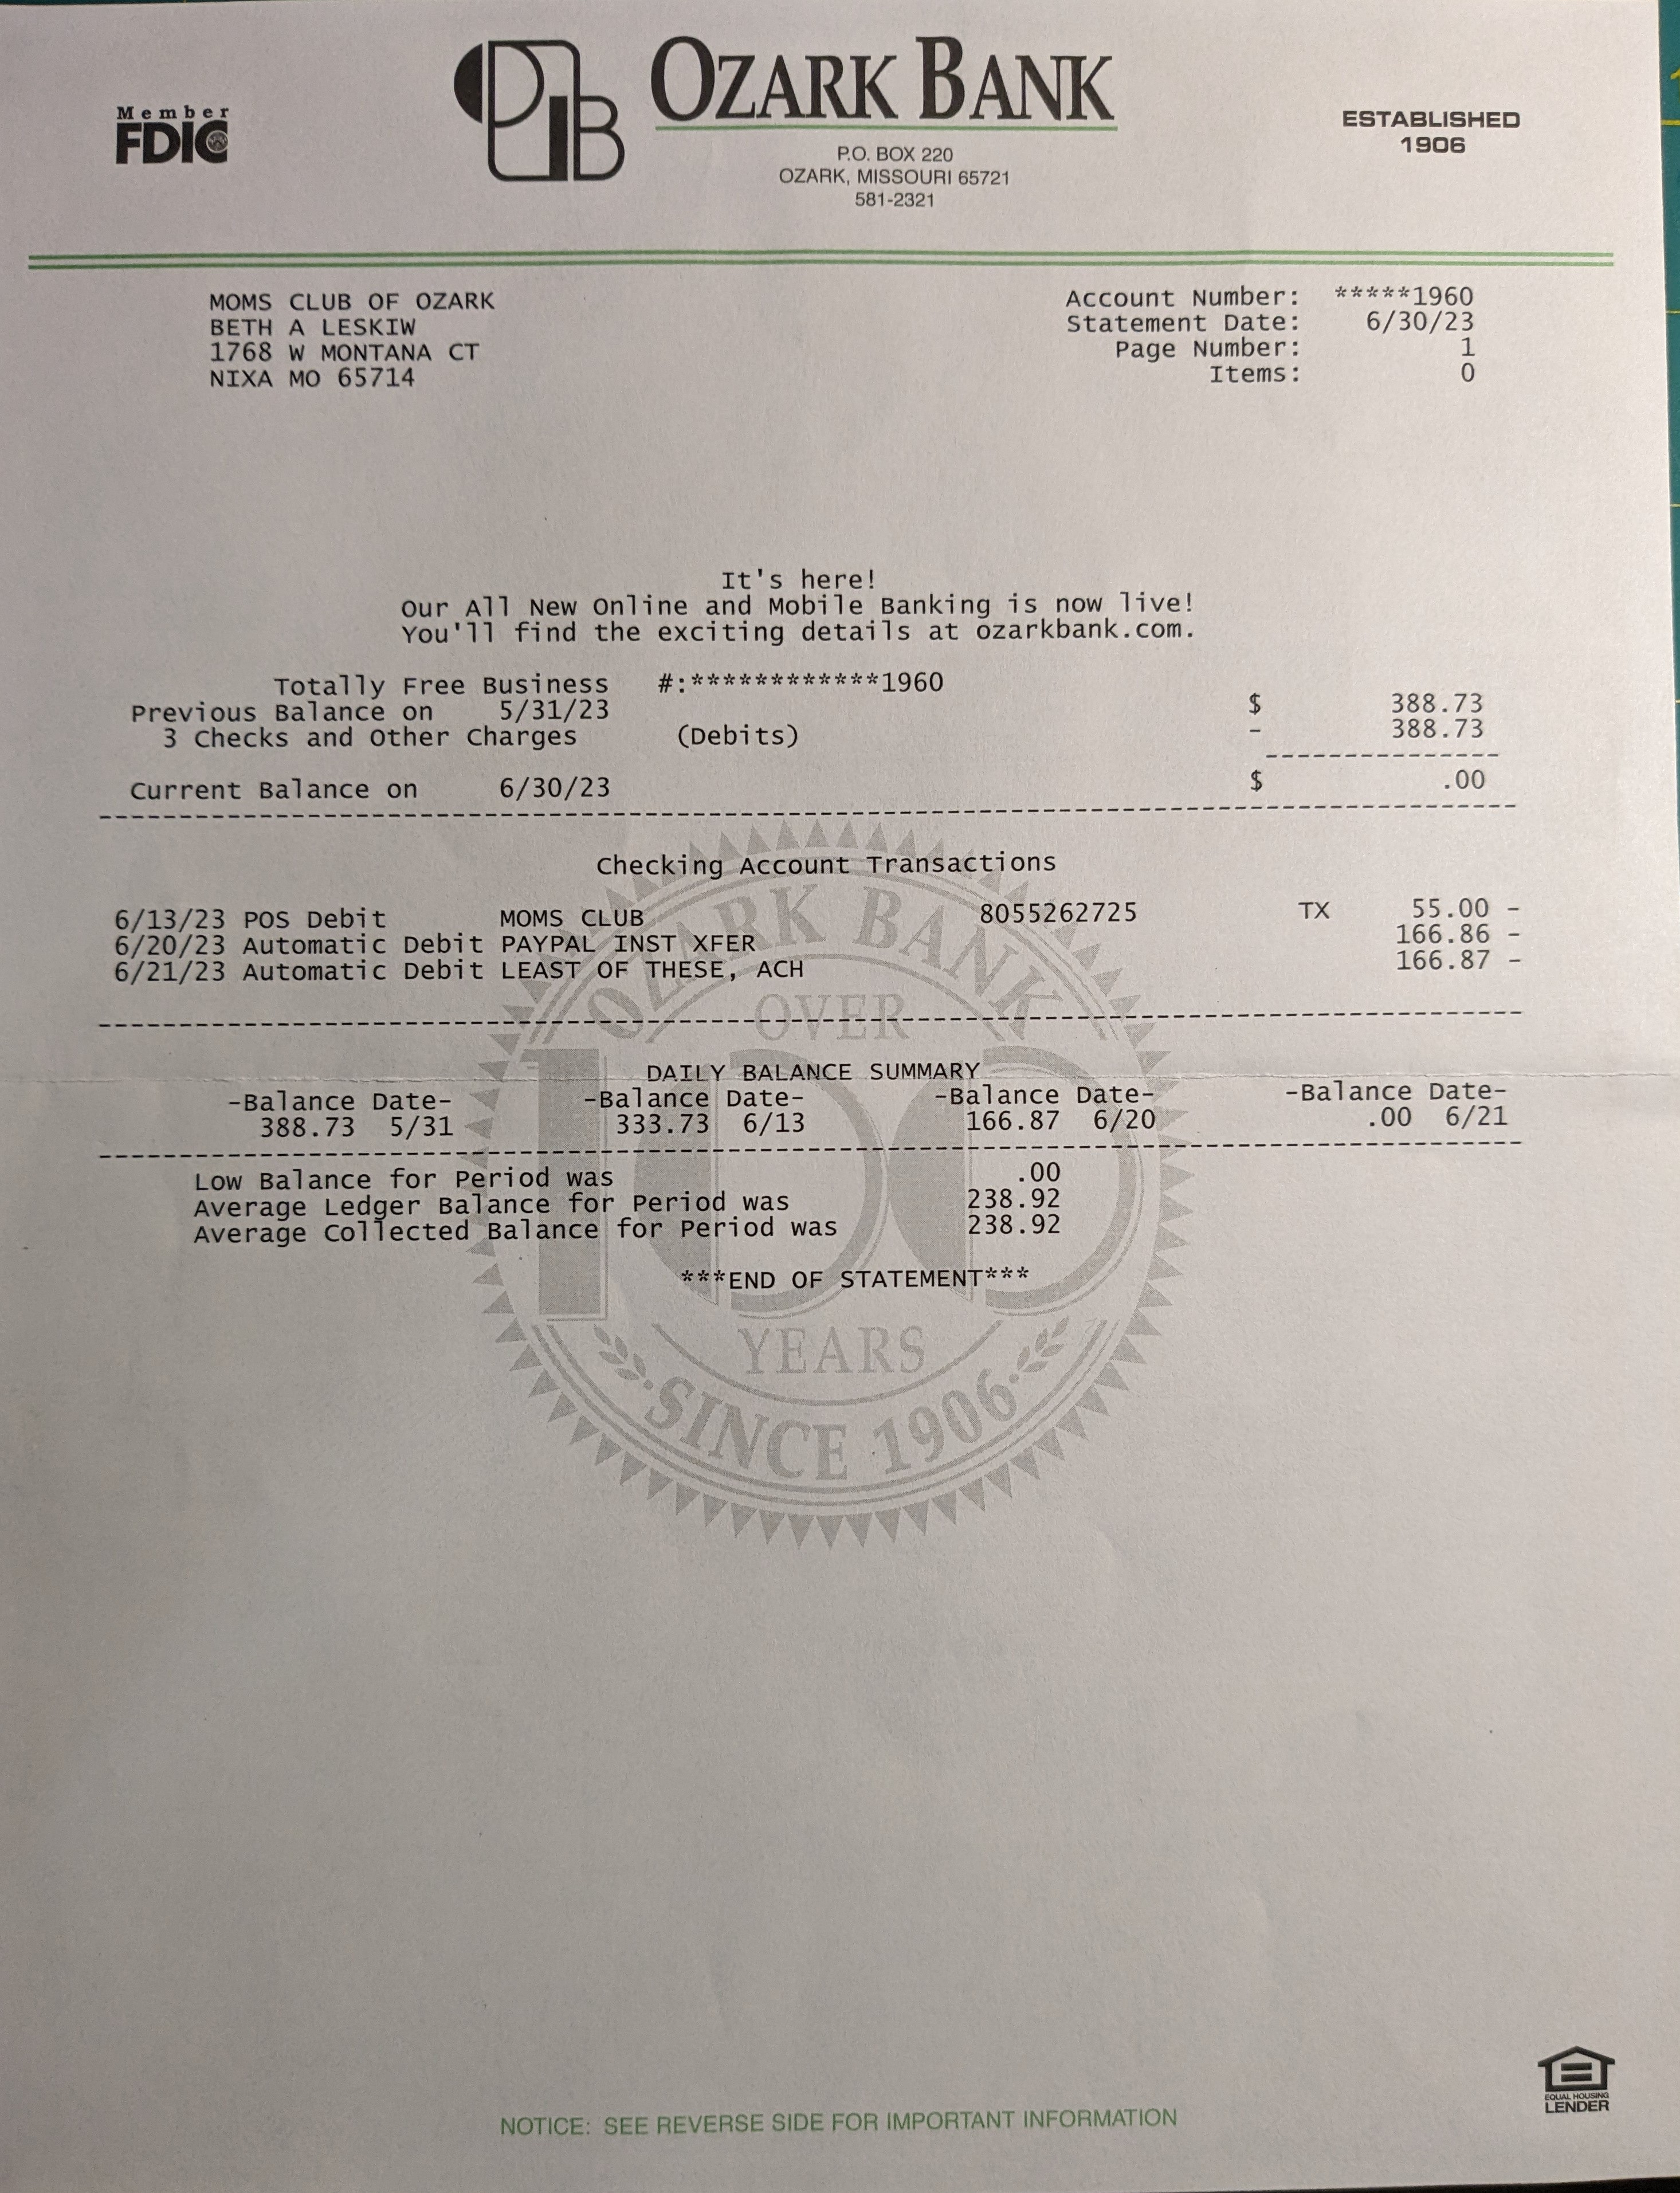 Member
FDIC
OZARK BANK
P.O. BOX 220
OZARK, MISSOURI 65721
581-2321
ESTABLISHED
1906
MOMS CLUB OF OZARK
BETH A LESKIW
1768 W MONTANA CT
NIXA MO 65714
Account Number: *****1960
Statement Date: 6/30/23
Page Number: 1
Items: 0
It's here!
Our All New Online and Mobile Banking is now live!
You'll find the exciting details at ozarkbank.com.
Totally Free Business #:************1960
Previous Balance on 5/31/23 $ 388.73
3 Checks and Other Charges (Debits) - 388.73
Current Balance on 6/30/23 $ .00
Checking Account Transactions
6/13/23 POS Debit MOMS CLUB 8055262725 TX 55.00 -
6/20/23 Automatic Debit PAYPAL INST XFER 166.86 -
6/21/23 Automatic Debit LEAST OF THESE, ACH 166.87 -
DAILY BALANCE SUMMARY
-Balance Date- -Balance Date- -Balance Date- -Balance Date-
388.73 5/31 333.73 6/13 166.87 6/20 .00 6/21
Low Balance for Period was .00
Average Ledger Balance for Period was 238.92
Average Collected Balance for Period was 238.92
***END OF STATEMENT***
OZARK BANK
OVER
100
YEARS
SINCE 1906
EQUAL HOUSING
LENDER
NOTICE: SEE REVERSE SIDE FOR IMPORTANT INFORMATION